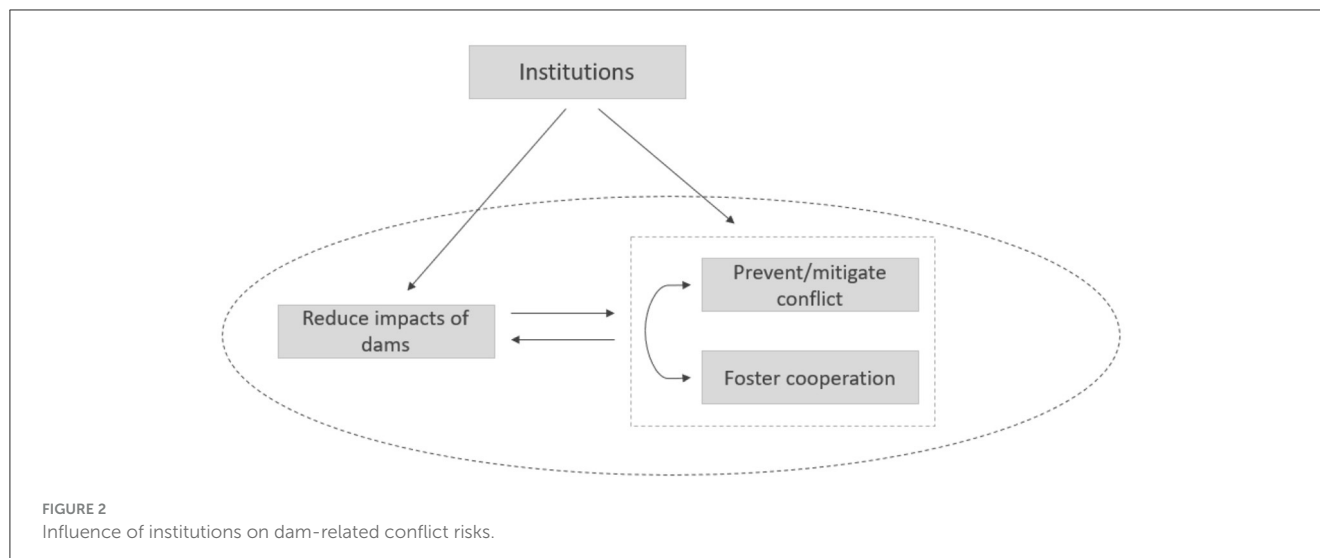 Institutions
Prevent/mitigate
conflict
Reduce impacts of
dams
Foster cooperation
FIGURE 2
Influence of institutions on dam-related conflict risks.